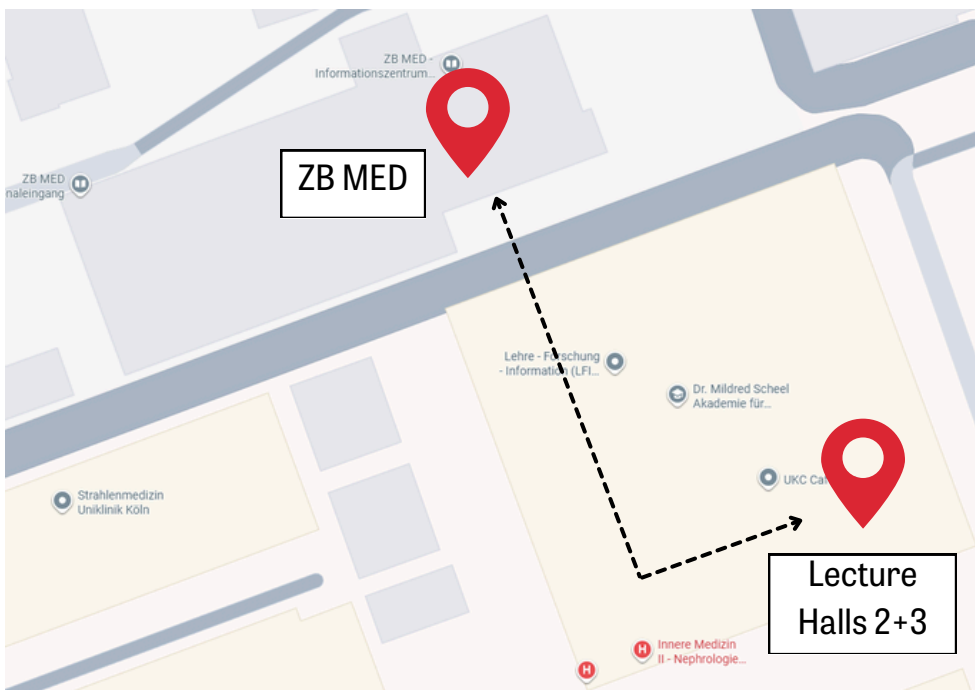 ZB MED -
Informationszentrum...
ZB MED
naleingang
ZB MED
Lehre - Forschung
- Information (LFI...
Dr. Mildred Scheel
Akademie für...
UKC
Strahlenmedizin
Uniklinik Köln
Lecture
Halls 2+3
Innere Medizin
II - Nephrologie...
H
H